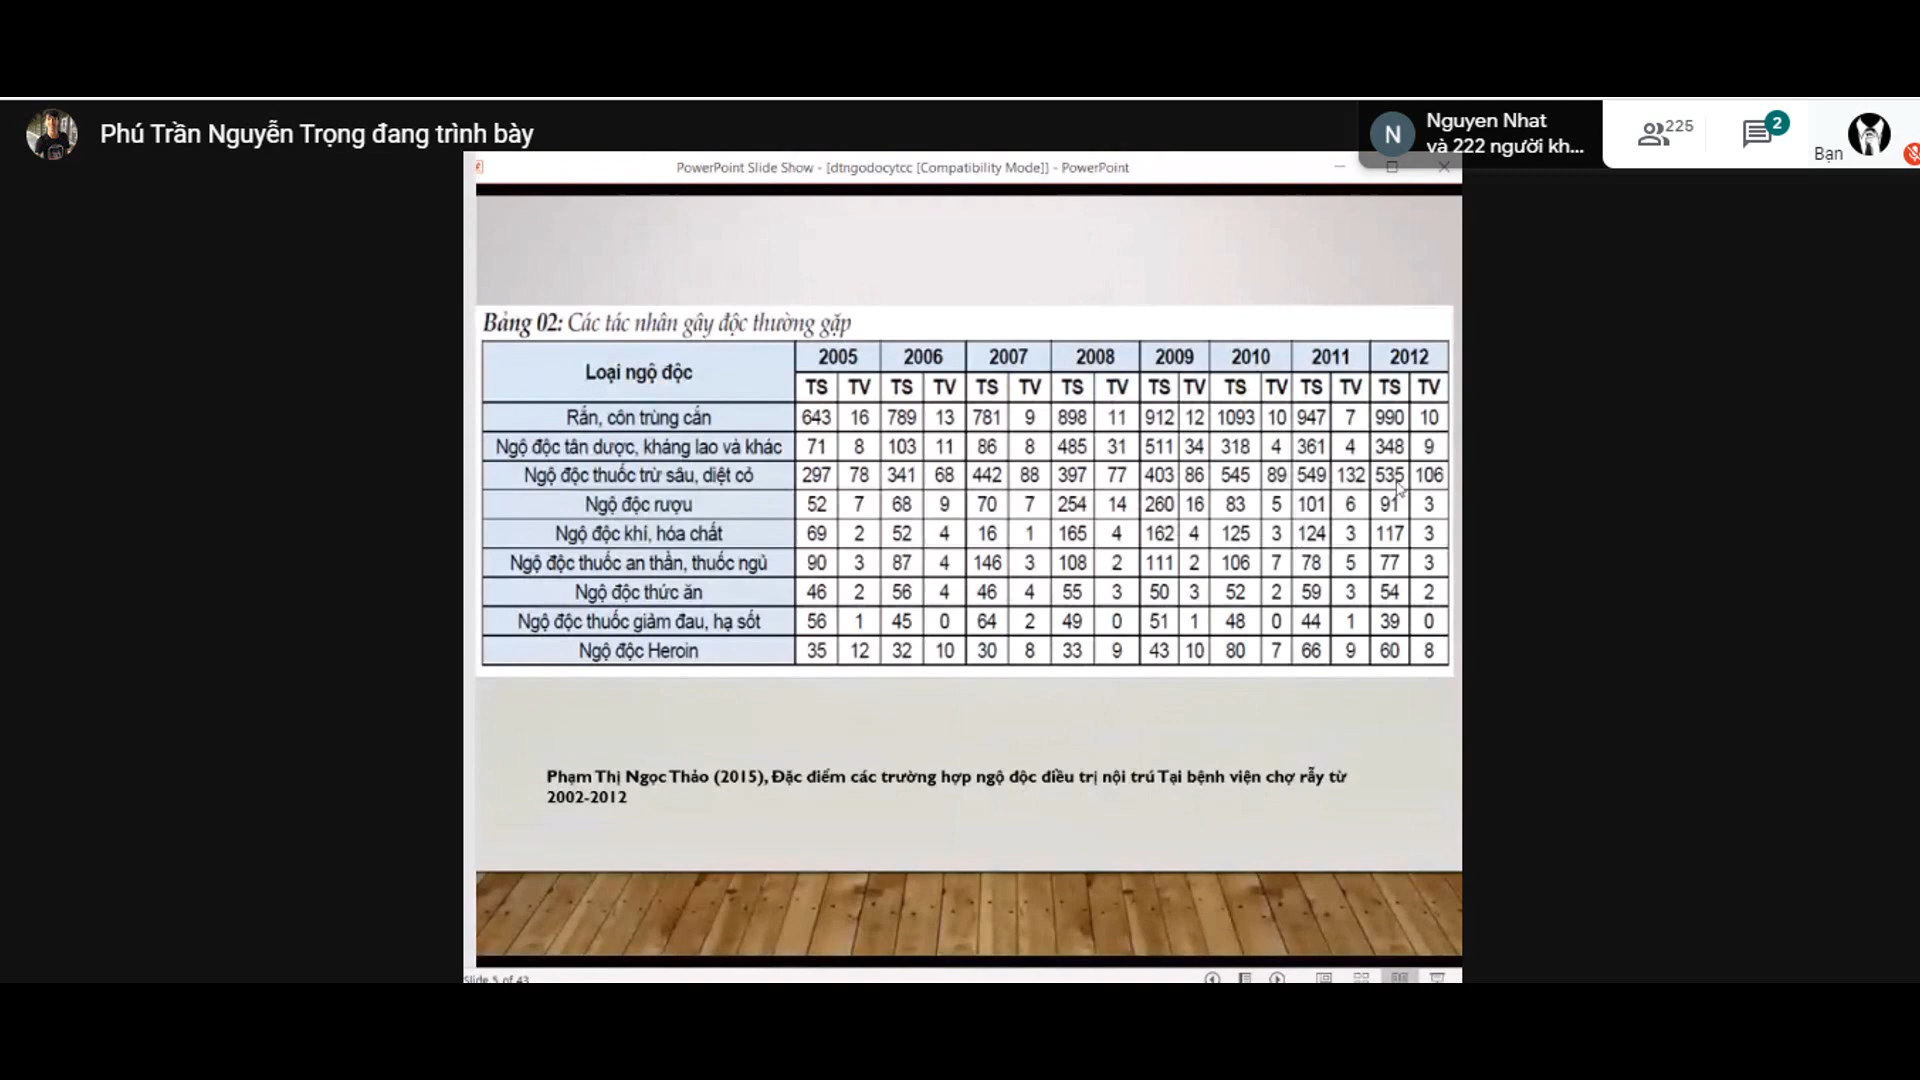 Phú Trần Nguyễn Trọng đang trình bày
Nguyen Nhat
N
và 222 người kh...
225
2
Bạn
PowerPoint Slide Show - [dtngodocytcc [Compatibility Mode]] - PowerPoint
Bảng 02: Các tác nhân gây độc thường gặp
Loại ngộ độc 2005 2006 2007 2008 2009 2010 2011 2012
TS TV TS TV TS TV TS TV TS TV TS TV TS TV TS TV
Rắn, côn trùng cắn 643 16 789 13 781 9 898 11 912 12 1093 10 947 7 990 10
Ngộ độc tân dược, kháng lao và khác 71 8 103 11 86 8 485 31 511 34 318 4 361 4 348 9
Ngộ độc thuốc trừ sâu, diệt cỏ 297 78 341 68 442 88 397 77 403 86 545 89 549 132 535 106
Ngộ độc rượu 52 7 68 9 70 7 254 14 260 16 83 5 101 6 91 3
Ngộ độc khí, hóa chất 69 2 52 4 16 1 165 4 162 4 125 3 124 3 117 3
Ngộ độc thuốc an thần, thuốc ngủ 90 3 87 4 146 3 108 2 111 2 106 7 78 5 77 3
Ngộ độc thức ăn 46 2 56 4 46 4 55 3 50 3 52 2 59 3 54 2
Ngộ độc thuốc giảm đau, hạ sốt 56 1 45 0 64 2 49 0 51 1 48 0 44 1 39 0
Ngộ độc Heroin 35 12 32 10 30 8 33 9 43 10 80 7 66 9 60 8
Phạm Thị Ngọc Thảo (2015), Đặc điểm các trường hợp ngộ độc điều trị nội trú Tại bệnh viện chợ rẫy từ
2002-2012
Slide 5 of 43